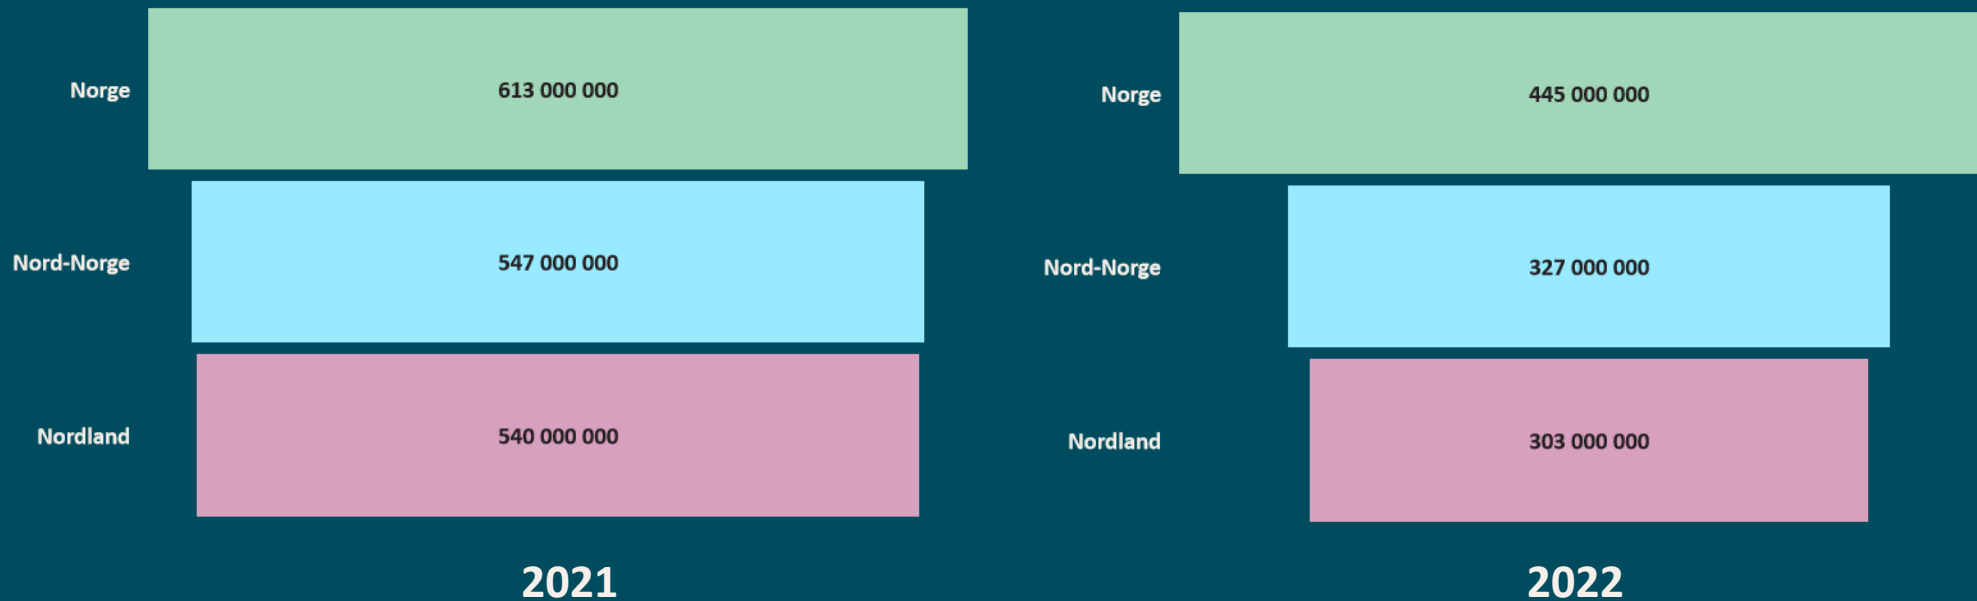 Norge
613 000 000
Nord-Norge
547 000 000
Nordland
540 000 000
2021
Norge
445 000 000
Nord-Norge
327 000 000
Nordland
303 000 000
2022